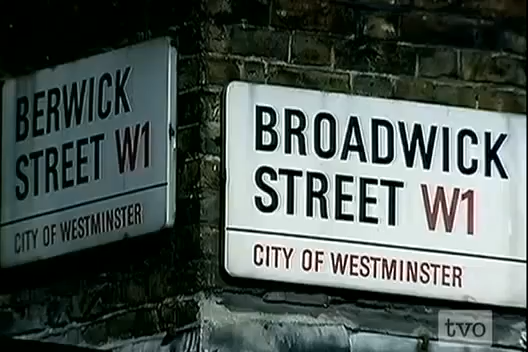 BERWICK
STREET W1
CITY OF WESTMINSTER
BROADWICK
STREET W1
CITY OF WESTMINSTER
tvo